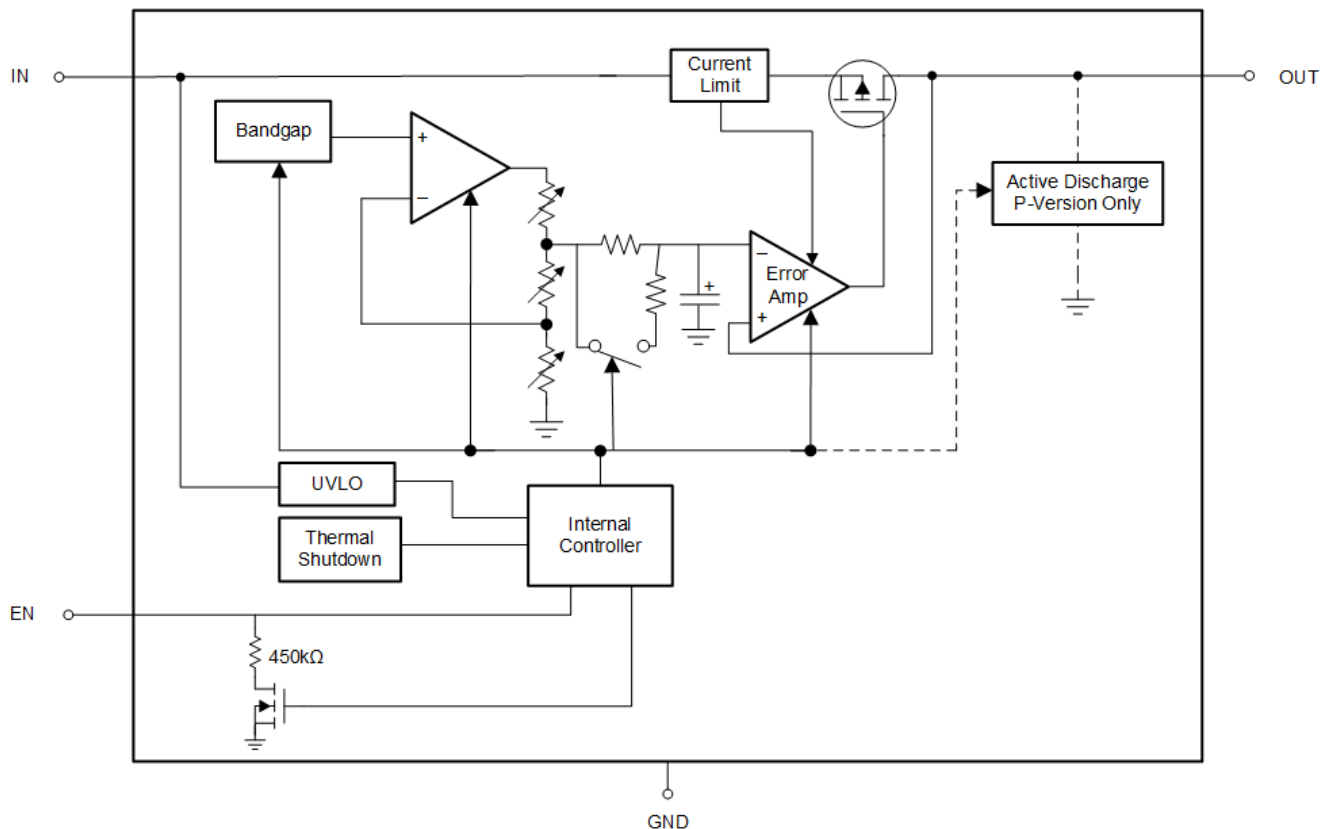 IN
Current
Limit
OUT
Bandgap
+
–
Active Discharge
P-Version Only
+
–
Error
Amp
+
UVLO
Thermal
Shutdown
Internal
Controller
EN
450kΩ
GND